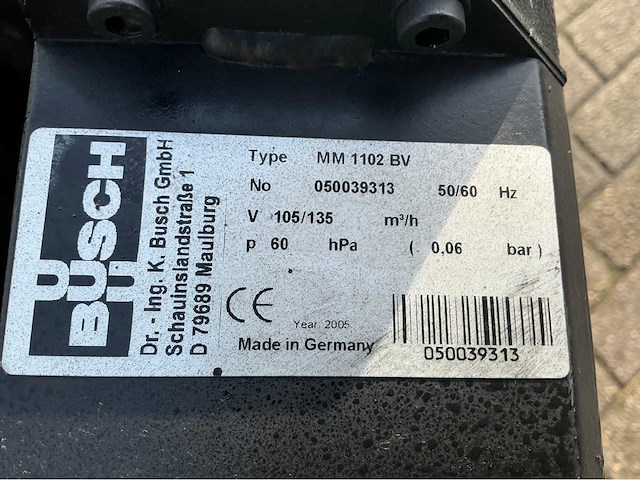 BUSCH
Dr. - Ing. K. Busch GmbH
Schauinslandstraße 1
D 79689 Maulburg
Type MM 1102 BV
No 050039313 50/60 Hz
V 105/135 m³/h
p 60 hPa ( 0,06 bar )
CE
Year. 2005
Made in Germany
050039313